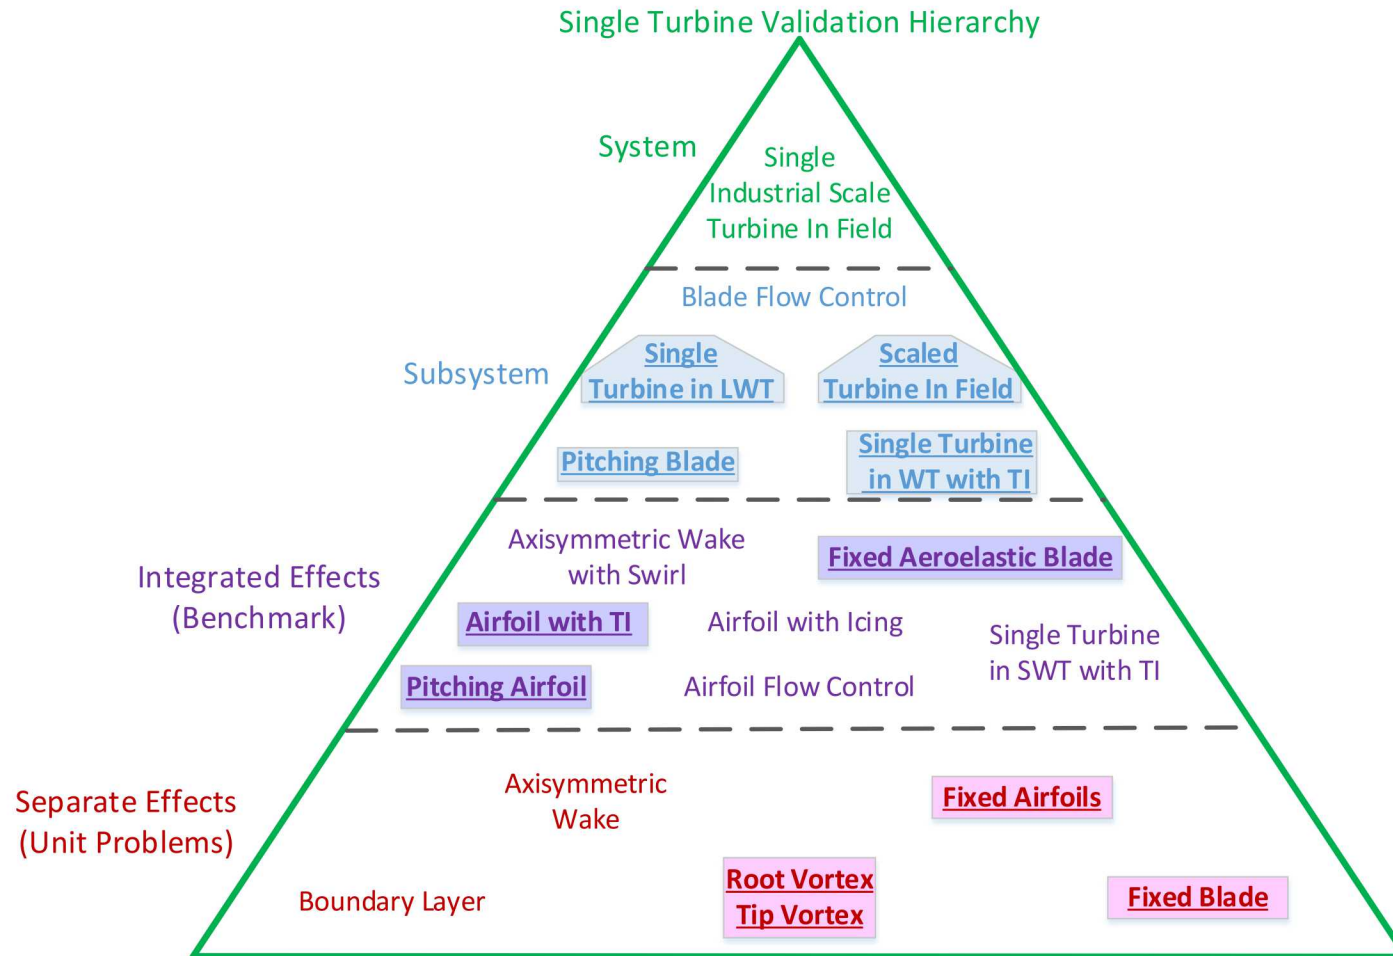 Single Turbine Validation Hierarchy
System
Single
Industrial Scale
Turbine In Field
Blade Flow Control
Subsystem
Single
Turbine in LWT
Scaled
Turbine In Field
Pitching Blade
Single Turbine
in WT with TI
Integrated Effects
(Benchmark)
Axisymmetric Wake
with Swirl
Fixed Aeroelastic Blade
Airfoil with TI
Airfoil with Icing
Single Turbine
in SWT with TI
Pitching Airfoil
Airfoil Flow Control
Separate Effects
(Unit Problems)
Axisymmetric
Wake
Fixed Airfoils
Boundary Layer
Root Vortex
Tip Vortex
Fixed Blade